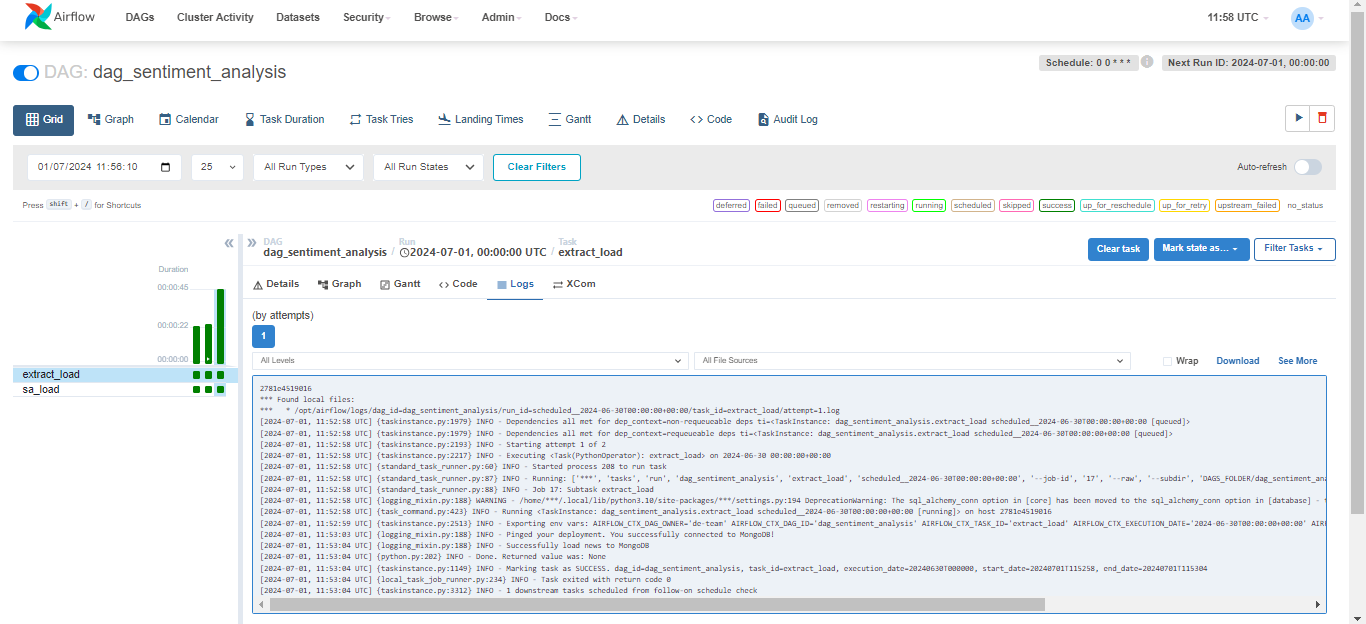 Airflow DAGs Cluster Activity Datasets Security Browse Admin Docs 11:58 UTC AA
DAG: dag_sentiment_analysis Schedule: 0 0 * * * Next Run ID: 2024-07-01, 00:00:00
Grid Graph Calendar Task Duration Task Tries Landing Times Gantt Details <> Code Audit Log
01/07/2024 11:56:10 25 All Run Types All Run States Clear Filters Auto-refresh
Press shift + / for Shortcuts deferred failed queued removed restarting running scheduled skipped success up_for_reschedule up_for_retry upstream_failed no_status
DAG Run Task
dag_sentiment_analysis / 2024-07-01, 00:00:00 UTC / extract_load Clear task Mark state as... Filter Tasks
Duration
00:00:45
00:00:22
00:00:00
extract_load
sa_load
Details Graph Gantt <> Code Logs XCom
(by attempts)
1
All Levels All File Sources Wrap Download See More
2781e4519016
*** Found local files:
***   * /opt/airflow/logs/dag_id=dag_sentiment_analysis/run_id=scheduled__2024-06-30T00:00:00+00:00/task_id=extract_load/attempt=1.log
[2024-07-01, 11:52:58 UTC] {taskinstance.py:1979} INFO - Dependencies all met for dep_context=non-requeueable deps ti=<TaskInstance: dag_sentiment_analysis.extract_load scheduled__2024-06-30T00:00:00+00:00 [queued]>
[2024-07-01, 11:52:58 UTC] {taskinstance.py:1979} INFO - Dependencies all met for dep_context=requeueable deps ti=<TaskInstance: dag_sentiment_analysis.extract_load scheduled__2024-06-30T00:00:00+00:00 [queued]>
[2024-07-01, 11:52:58 UTC] {taskinstance.py:2193} INFO - Starting attempt 1 of 2
[2024-07-01, 11:52:58 UTC] {taskinstance.py:2217} INFO - Executing <Task(PythonOperator): extract_load> on 2024-06-30 00:00:00+00:00
[2024-07-01, 11:52:58 UTC] {standard_task_runner.py:60} INFO - Started process 208 to run task
[2024-07-01, 11:52:58 UTC] {standard_task_runner.py:87} INFO - Running: ['***', 'tasks', 'run', 'dag_sentiment_analysis', 'extract_load', 'scheduled__2024-06-30T00:00:00+00:00', '--job-id', '17', '--raw', '--subdir', 'DAGS_FOLDER/dag_sentiment_ana
[2024-07-01, 11:52:58 UTC] {standard_task_runner.py:88} INFO - Job 17: Subtask extract_load
[2024-07-01, 11:52:58 UTC] {logging_mixin.py:188} WARNING - /home/***/.local/lib/python3.10/site-packages/***/settings.py:194 DeprecationWarning: The sql_alchemy_conn option in [core] has been moved to the sql_alchemy_conn option in [database] -
[2024-07-01, 11:52:58 UTC] {task_command.py:423} INFO - Running <TaskInstance: dag_sentiment_analysis.extract_load scheduled__2024-06-30T00:00:00+00:00 [running]> on host 2781e4519016
[2024-07-01, 11:52:59 UTC] {taskinstance.py:2513} INFO - Exporting env vars: AIRFLOW_CTX_DAG_OWNER='de-team' AIRFLOW_CTX_DAG_ID='dag_sentiment_analysis' AIRFLOW_CTX_TASK_ID='extract_load' AIRFLOW_CTX_EXECUTION_DATE='2024-06-30T00:00:00+00:00'
[2024-07-01, 11:53:03 UTC] {logging_mixin.py:188} INFO - Pinged your deployment. You successfully connected to MongoDB!
[2024-07-01, 11:53:04 UTC] {logging_mixin.py:188} INFO - Successfully load news to MongoDB
[2024-07-01, 11:53:04 UTC] {python.py:202} INFO - Done. Returned value was: None
[2024-07-01, 11:53:04 UTC] {taskinstance.py:1149} INFO - Marking task as SUCCESS. dag_id=dag_sentiment_analysis, task_id=extract_load, execution_date=20240630T000000, start_date=20240701T115258, end_date=20240701T115304
[2024-07-01, 11:53:04 UTC] {local_task_job_runner.py:234} INFO - Task exited with return code 0
[2024-07-01, 11:53:04 UTC] {taskinstance.py:3312} INFO - 1 downstream tasks scheduled from follow-on schedule check